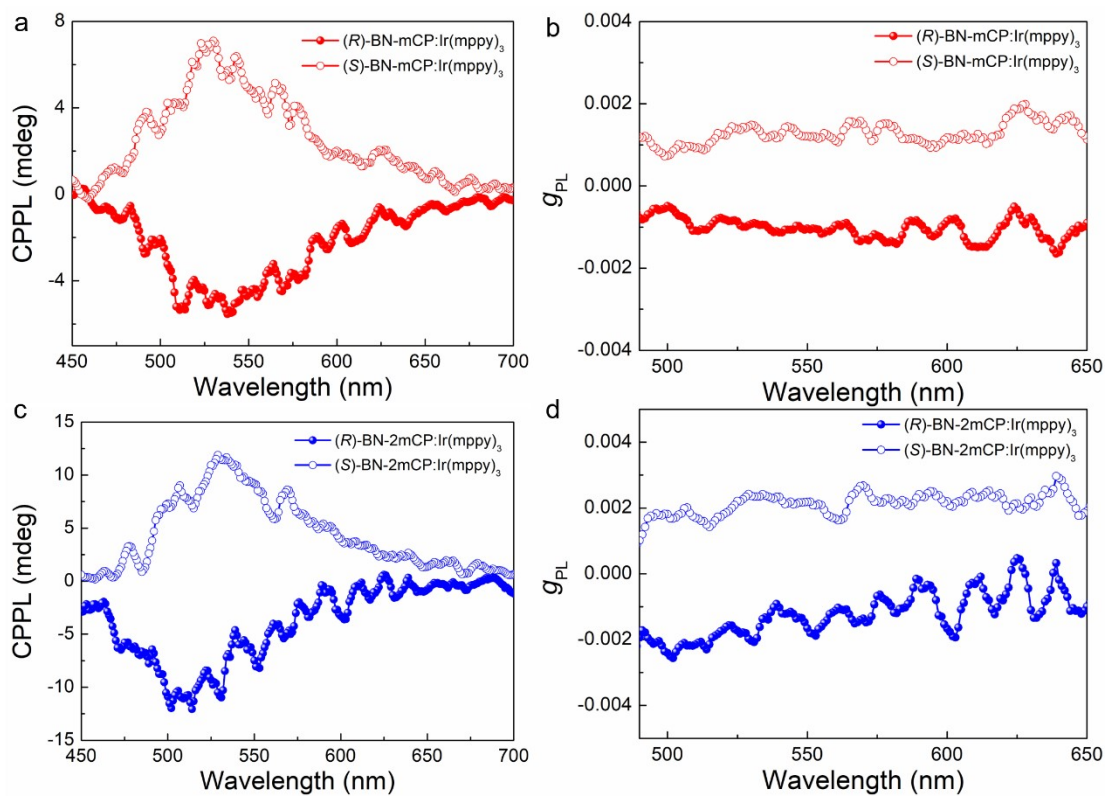 a
8
4
0
-4
CPPL (mdeg)
(R)-BN-mCP:Ir(mppy)₃
(S)-BN-mCP:Ir(mppy)₃
450 500 550 600 650 700
Wavelength (nm)
b
0.004
0.002
0.000
-0.002
-0.004
gPL
(R)-BN-mCP:Ir(mppy)₃
(S)-BN-mCP:Ir(mppy)₃
500 550 600 650
Wavelength (nm)
c
15
10
5
0
-5
-10
-15
CPPL (mdeg)
(R)-BN-2mCP:Ir(mppy)₃
(S)-BN-2mCP:Ir(mppy)₃
450 500 550 600 650 700
Wavelength (nm)
d
0.004
0.002
0.000
-0.002
-0.004
gPL
(R)-BN-2mCP:Ir(mppy)₃
(S)-BN-2mCP:Ir(mppy)₃
500 550 600 650
Wavelength (nm)